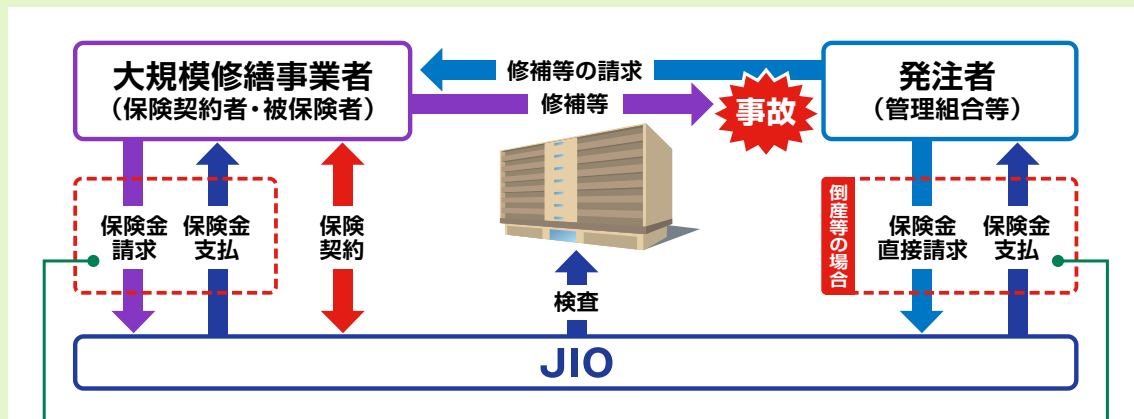 大規模修繕事業者
（保険契約者・被保険者）
修補等の請求
修補等
事故
発注者
（管理組合等）
保険金
請求
保険金
支払
保険
契約
検査
倒産等の場合
保険金
直接請求
保険金
支払
JIO